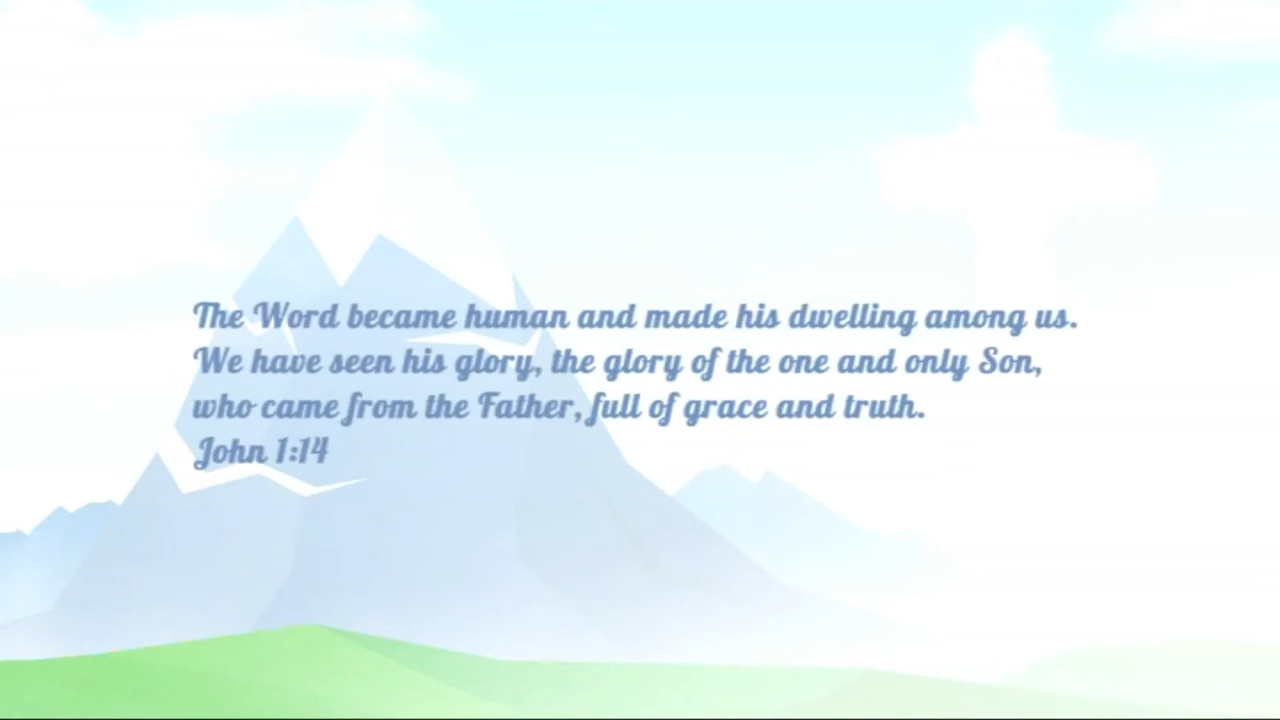 The Word became human and made his dwelling among us.
We have seen his glory, the glory of the one and only Son,
who came from the Father, full of grace and truth.
John 1:14